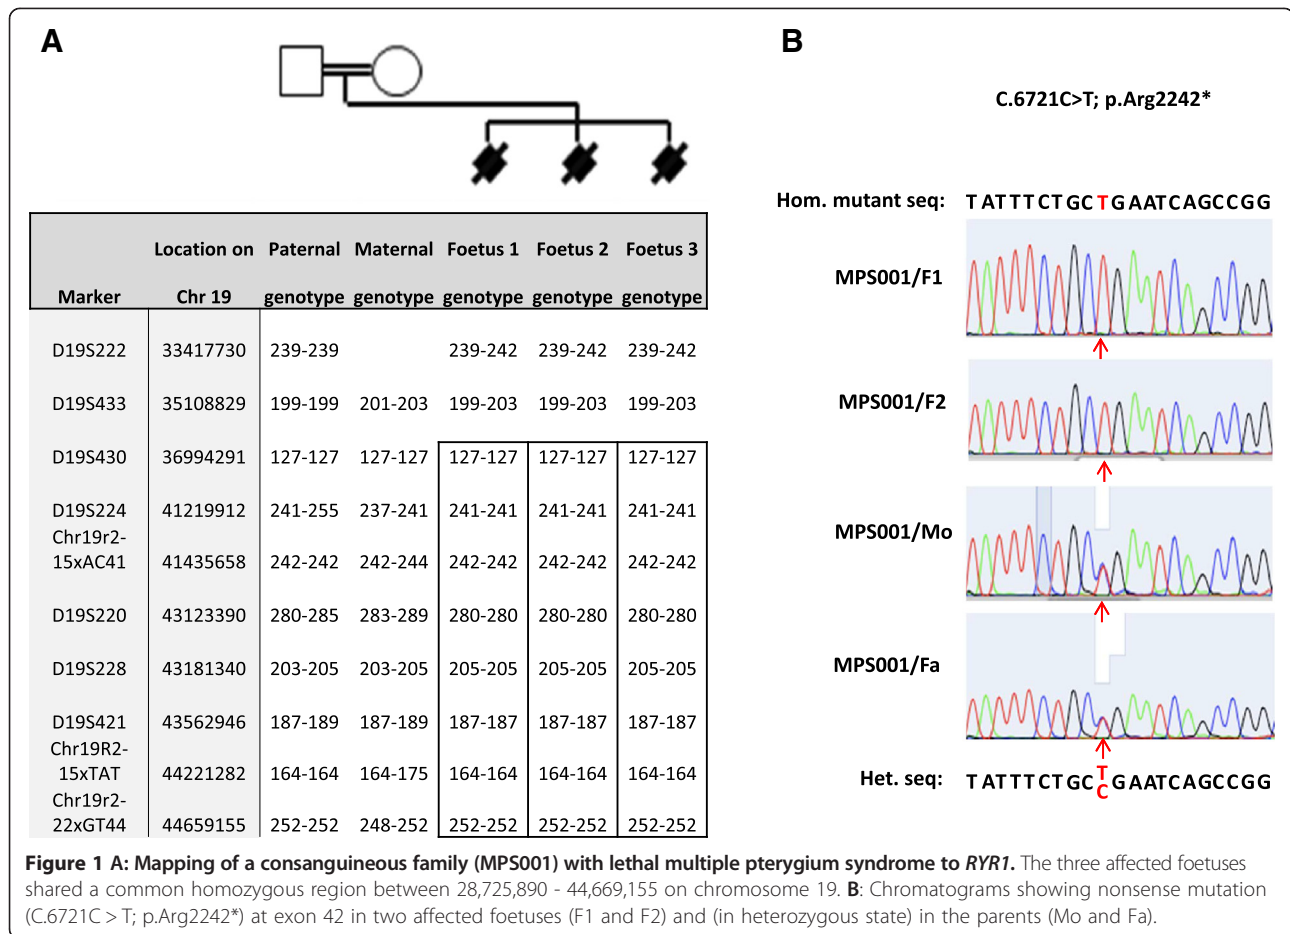 A
B
C.6721C>T; p.Arg2242*
Hom. mutant seq: TATTTCTGCTGAATCAGCCGG
MPS001/F1
MPS001/F2
MPS001/Mo
MPS001/Fa
Het. seq: TATTTCTGC T GAATCAGCCGG
C
Location on Paternal Maternal Foetus 1 Foetus 2 Foetus 3
Marker Chr 19 genotype genotype genotype genotype genotype
D19S222 33417730 239-239 239-242 239-242 239-242
D19S433 35108829 199-199 201-203 199-203 199-203 199-203
D19S430 36994291 127-127 127-127 127-127 127-127 127-127
D19S224 41219912 241-255 237-241 241-241 241-241 241-241
Chr19r2-
15xAC41 41435658 242-242 242-244 242-242 242-242 242-242
D19S220 43123390 280-285 283-289 280-280 280-280 280-280
D19S228 43181340 203-205 203-205 205-205 205-205 205-205
D19S421 43562946 187-189 187-189 187-187 187-187 187-187
Chr19R2-
15xTAT 44221282 164-164 164-175 164-164 164-164 164-164
Chr19r2-
22xGT44 44659155 252-252 248-252 252-252 252-252 252-252
Figure 1 A: Mapping of a consanguineous family (MPS001) with lethal multiple pterygium syndrome to RYR1. The three affected foetuses
shared a common homozygous region between 28,725,890 - 44,669,155 on chromosome 19. B: Chromatograms showing nonsense mutation
(C.6721C > T; p.Arg2242*) at exon 42 in two affected foetuses (F1 and F2) and (in heterozygous state) in the parents (Mo and Fa).